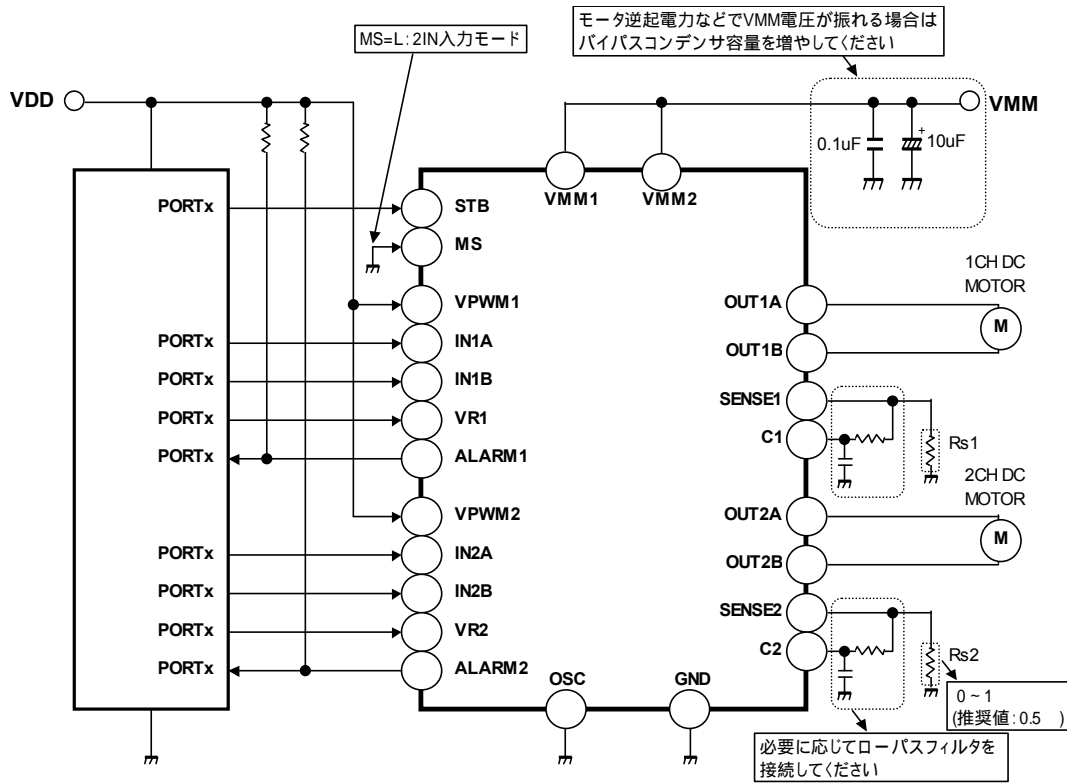 モータ逆起電力などでVMM電圧が振れる場合は
バイパスコンデンサ容量を増やしてください
MS=L:2IN入力モード
VDD
VMM
0.1uF
+
10uF
VMM1
VMM2
PORTx
STB
MS
VPWM1
PORTx
IN1A
PORTx
IN1B
PORTx
VR1
PORTx
ALARM1
VPWM2
PORTx
IN2A
PORTx
IN2B
PORTx
VR2
PORTx
ALARM2
OSC
GND
1CH DC
MOTOR
OUT1A
M
OUT1B
SENSE1
C1
Rs1
2CH DC
MOTOR
OUT2A
M
OUT2B
SENSE2
C2
Rs2
0~1
(推奨値:0.5 )
必要に応じてローパスフィルタを
接続してください